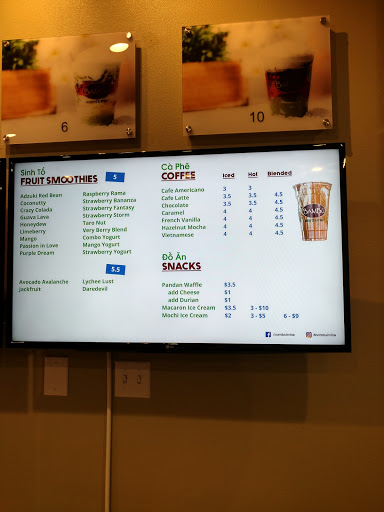 6
10
Sinh Tố
FRUIT SMOOTHIES 5
Adzuki Red Bean
Coconutty
Crazy Colada
Guava Lava
Honeydew
Limeberry
Mango
Passion in Love
Purple Dream
Raspberry Rama
Strawberry Bananza
Strawberry Fantasy
Strawberry Storm
Taro Nut
Very Berry Blend
Combo Yogurt
Mango Yogurt
Strawberry Yogurt
5.5
Avocado Avalanche
Jackfruit
Lychee Lust
Daredevil
Cà Phê
COFFEE Iced Hot Blended
Cafe Americano 3 3
Cafe Latte 3.5 3.5 4.5
Chocolate 3.5 3.5 4.5
Caramel 4 4 4.5
French Vanilla 4 4 4.5
Hazelnut Mocha 4 4 4.5
Vietnamese 4 4 4.5
Đồ Ăn
SNACKS
Pandan Waffle $3.5
add Cheese $1
add Durian $1
Macaron Ice Cream $3.5 3 - $10
Mochi Ice Cream $2 3 - $5 6 - $9